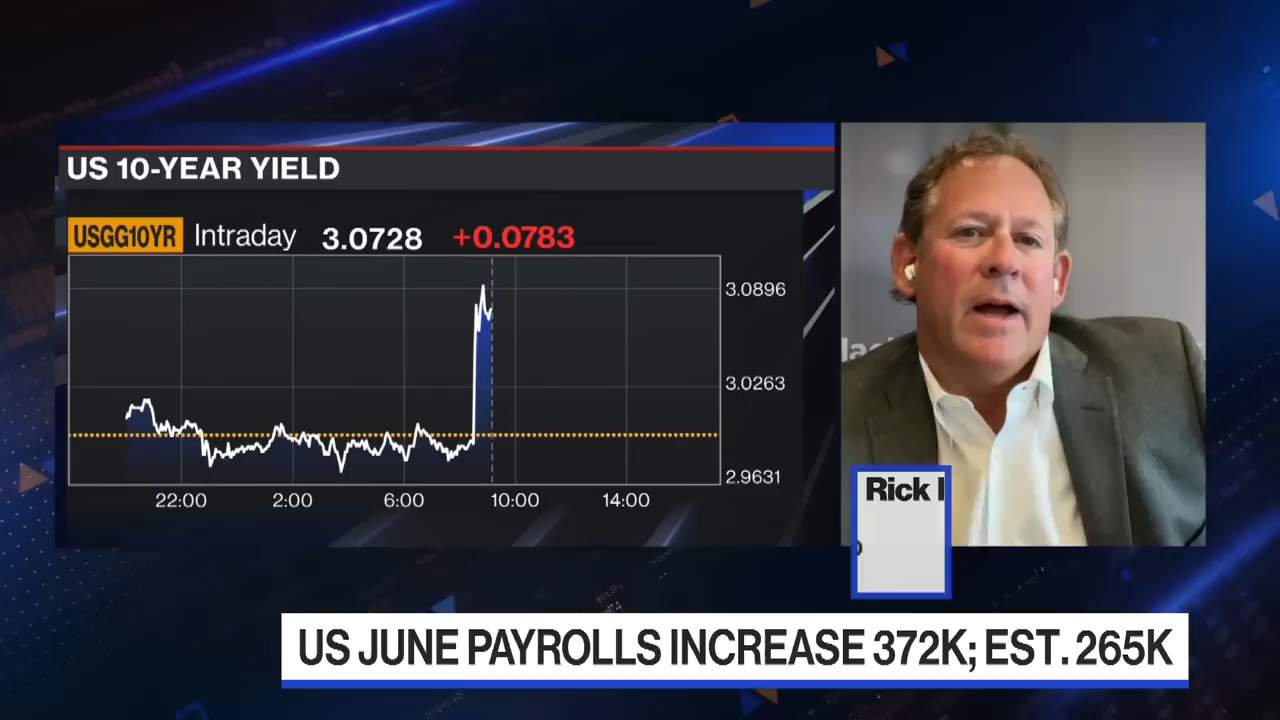 US 10-YEAR YIELD
USGG10YR Intraday 3.0728 +0.0783
3.0896
3.0263
2.9631
22:00 2:00 6:00 10:00 14:00
Rick
US JUNE PAYROLLS INCREASE 372K; EST. 265K